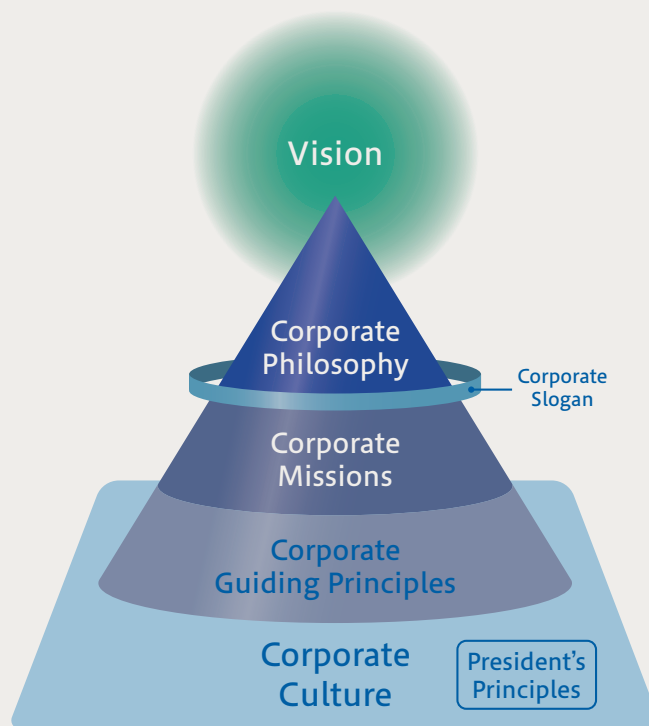 Vision
Corporate
Philosophy
Corporate
Slogan
Corporate
Missions
Corporate
Guiding Principles
Corporate
Culture
President’s
Principles